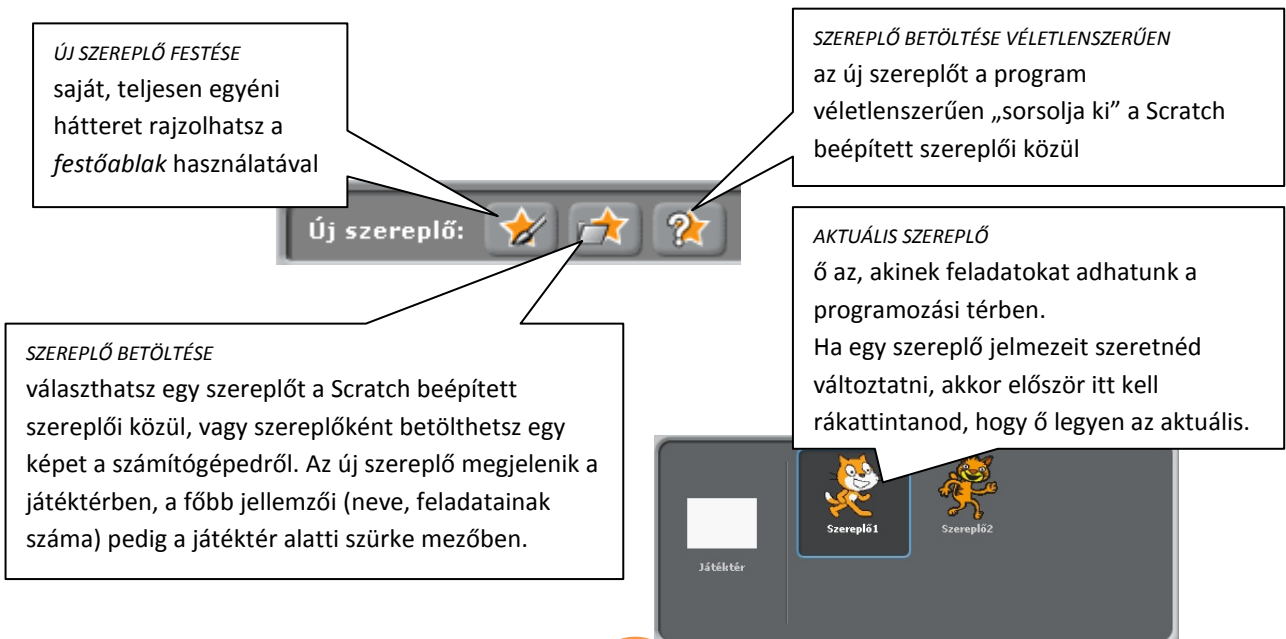 ÚJ SZEREPLŐ FESTÉSE
saját, teljesen egyéni
hátteret rajzolhatsz a
festőablak használatával
SZEREPLŐ BETÖLTÉSE VÉLETLENSZERŰEN
az új szereplőt a program
véletlenszerűen „sorsolja ki” a Scratch
beépített szereplői közül
Új szereplő:
AKTUÁLIS SZEREPLŐ
ő az, akinek feladatokat adhatunk a
programozási térben.
Ha egy szereplő jelmezeit szeretnéd
változtatni, akkor először itt kell
rákattintanod, hogy ő legyen az aktuális.
SZEREPLŐ BETÖLTÉSE
választhatsz egy szereplőt a Scratch beépített
szereplői közül, vagy szereplőként betölthetsz egy
képet a számítógépedről. Az új szereplő megjelenik a
játéktérben, a főbb jellemzői (neve, feladatainak
száma) pedig a játéktér alatti szürke mezőben.
Szereplő1
Szereplő2
Játéktér